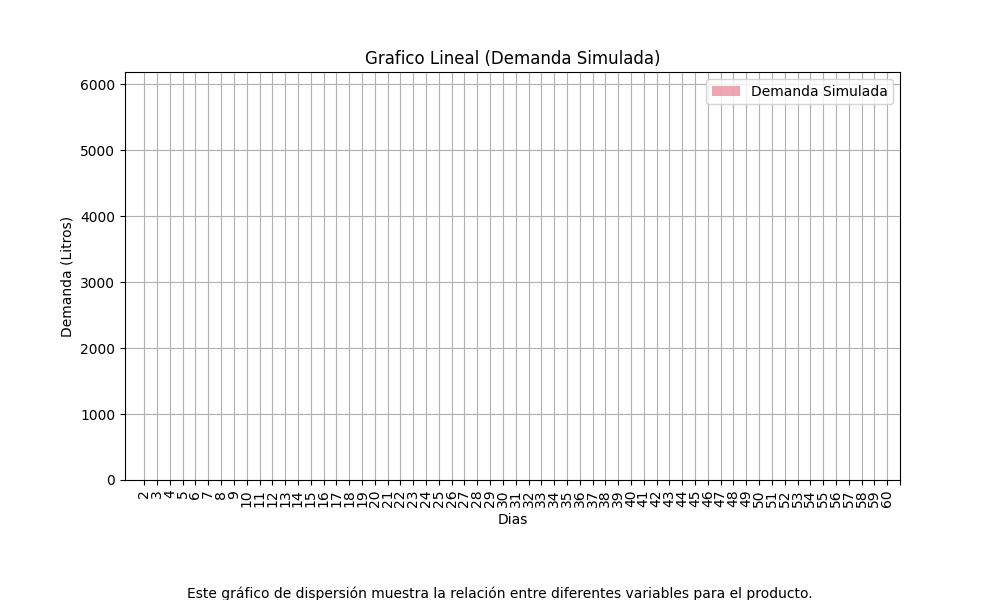 Grafico Lineal (Demanda Simulada)
Demanda Simulada
6000
5000
4000
3000
2000
1000
0
Demanda (Litros)
2 3 4 5 6 7 8 9 10 11 12 13 14 15 16 17 18 19 20 21 22 23 24 25 26 27 28 29 30 31 32 33 34 35 36 37 38 39 40 41 42 43 44 45 46 47 48 49 50 51 52 53 54 55 56 57 58 59 60
Dias
Este gráfico de dispersión muestra la relación entre diferentes variables para el producto.